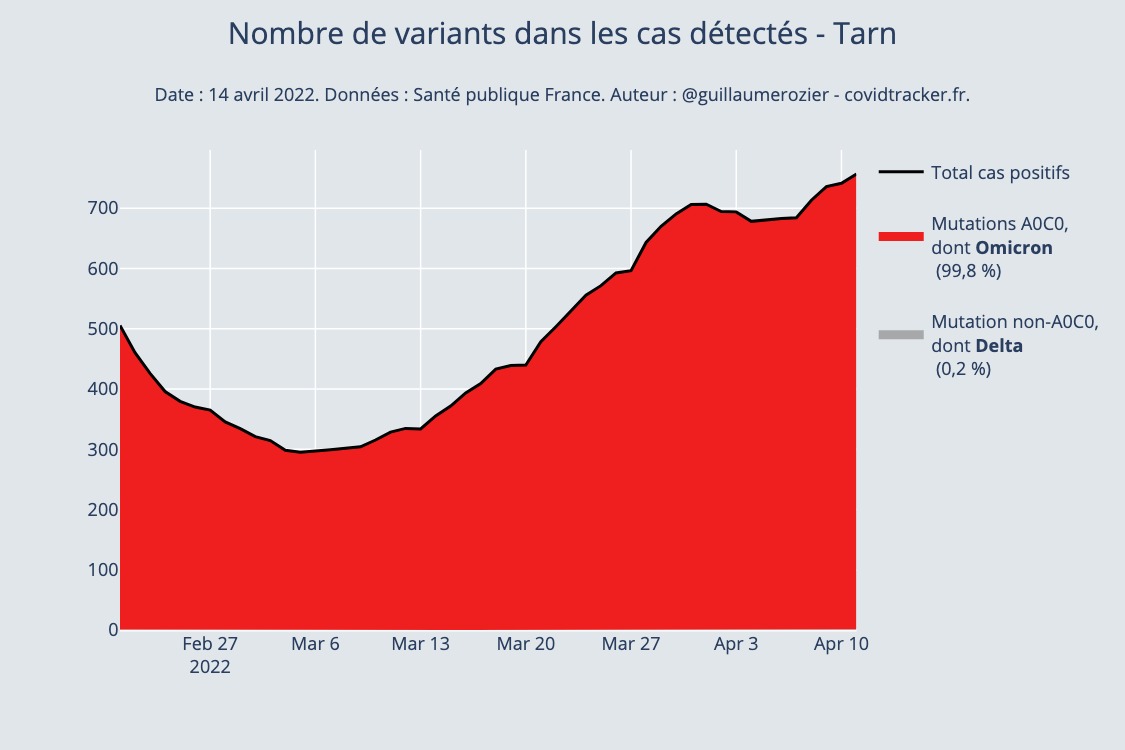 Nombre de variants dans les cas détectés - Tarn
Date : 14 avril 2022. Données : Santé publique France. Auteur : @guillaumerozier - covidtracker.fr.
Total cas positifs
Mutations A0C0,
dont Omicron
(99,8 %)
Mutation non-A0C0,
dont Delta
(0,2 %)
700
600
500
400
300
200
100
0
Feb 27
2022
Mar 6
Mar 13
Mar 20
Mar 27
Apr 3
Apr 10